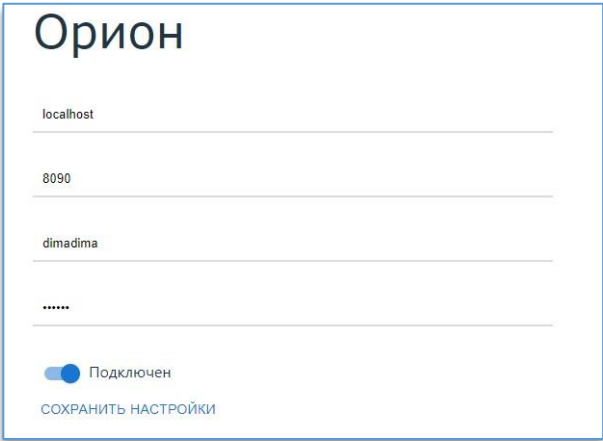 Орион
localhost
8090
dimadima
••••••
Подключен
СОХРАНИТЬ НАСТРОЙКИ